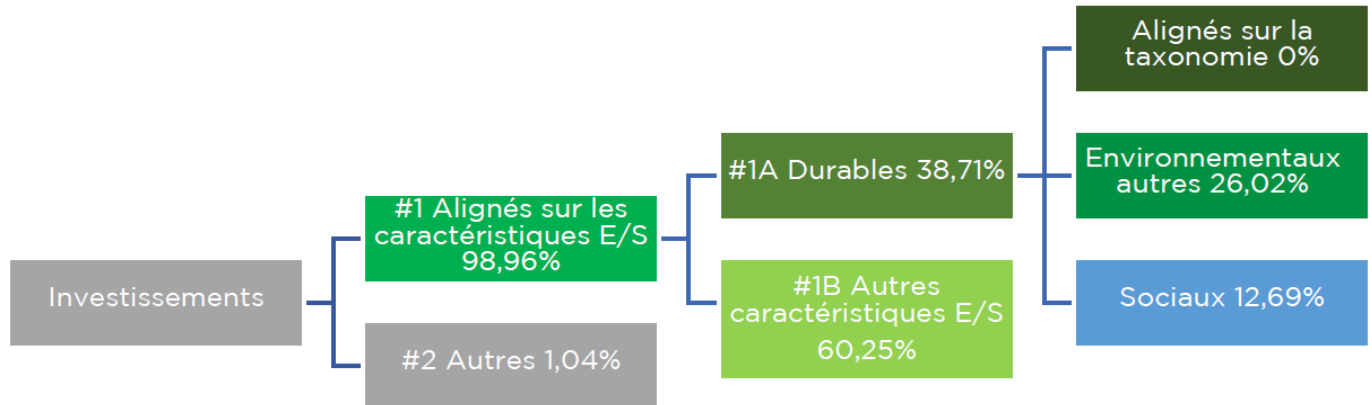 Investissements
#1 Alignés sur les
caractéristiques E/S
98,96%
#2 Autres 1,04%
#1A Durables 38,71%
#1B Autres
caractéristiques E/S
60,25%
Alignés sur la
taxonomie 0%
Environnementaux
autres 26,02%
Sociaux 12,69%